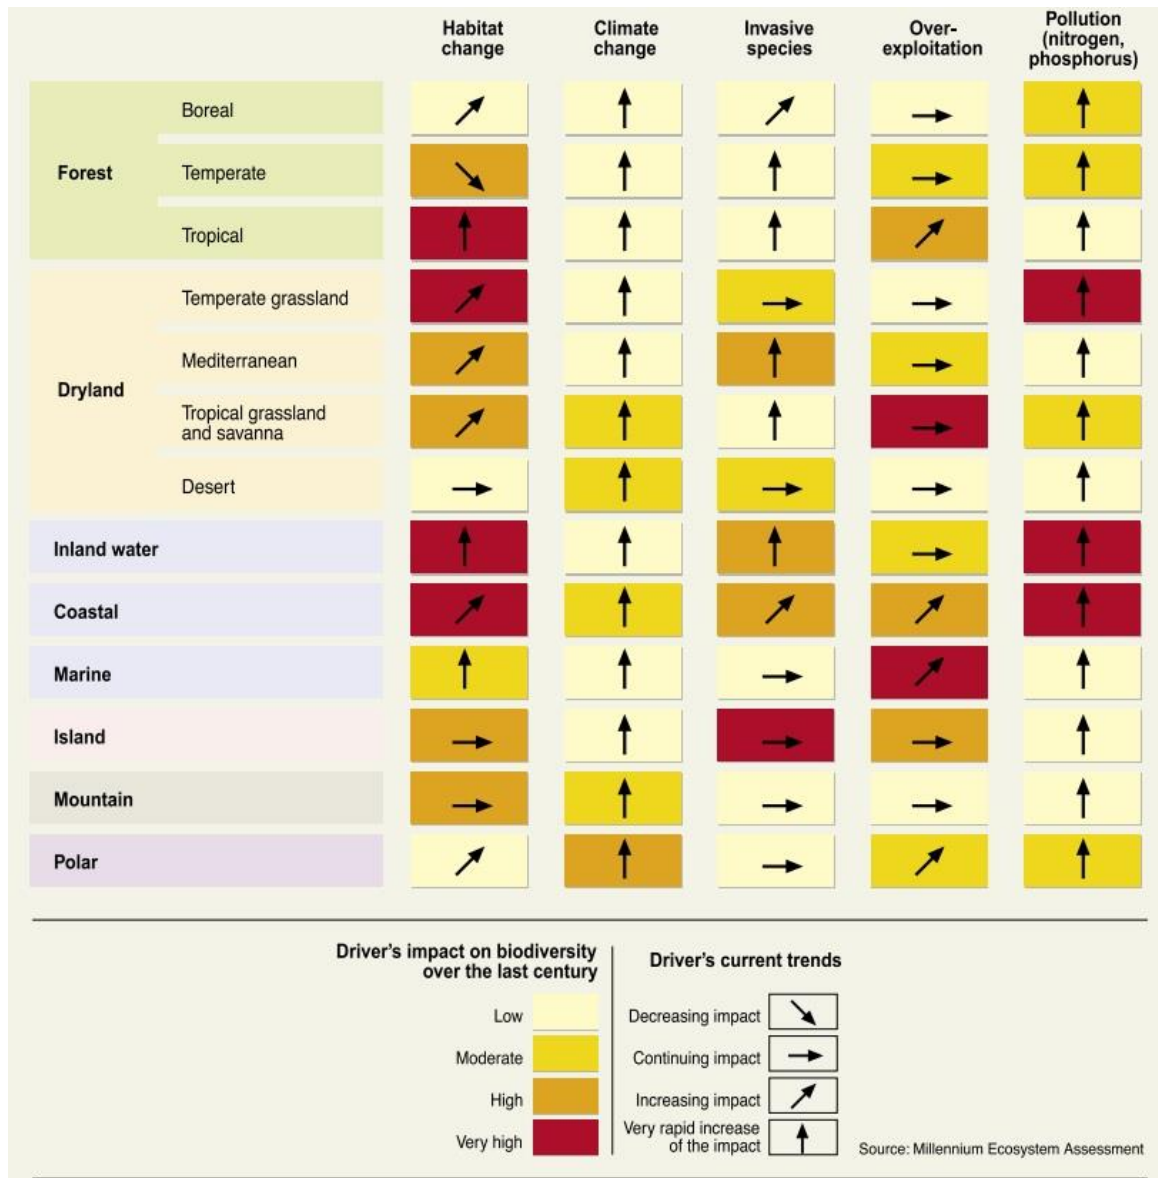 Habitat
change
Climate
change
Invasive
species
Over-
exploitation
Pollution
(nitrogen,
phosphorus)
Forest
Boreal
Temperate
Tropical
Dryland
Temperate grassland
Mediterranean
Tropical grassland
and savanna
Desert
Inland water
Coastal
Marine
Island
Mountain
Polar
Driver's impact on biodiversity
over the last century
Low
Moderate
High
Very high
Driver's current trends
Decreasing impact
Continuing impact
Increasing impact
Very rapid increase
of the impact
Source: Millennium Ecosystem Assessment